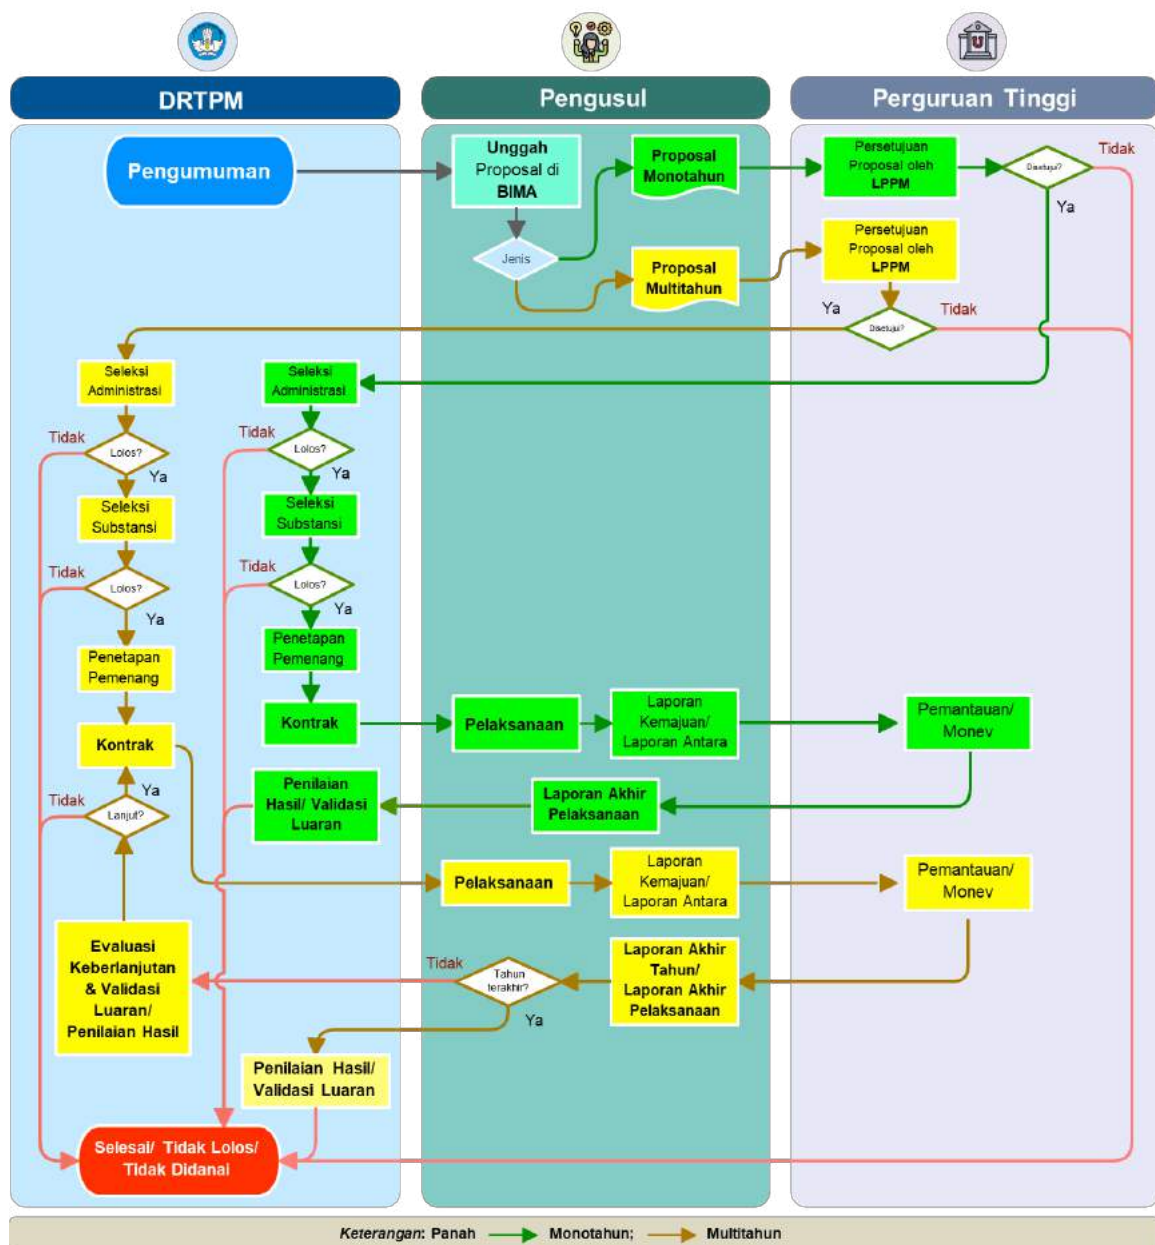 DRTPM
Pengusul
Perguruan Tinggi
Pengumuman
Unggah
Proposal di
BIMA
Proposal
Monotahun
Persetujuan
Proposal oleh
LPPM
Disetujui?
Tidak
Ya
Jenis
Proposal
Multitahun
Persetujuan
Proposal oleh
LPPM
Ya
Disetujui?
Tidak
Seleksi
Administrasi
Seleksi
Administrasi
Tidak
Lolos?
Ya
Tidak
Lolos?
Ya
Seleksi
Substansi
Seleksi
Substansi
Tidak
Lolos?
Ya
Tidak
Lolos?
Ya
Penetapan
Pemenang
Penetapan
Pemenang
Kontrak
Kontrak
Pelaksanaan
Laporan
Kemajuan/
Laporan Antara
Pemantauan/
Monev
Ya
Tidak
Lanjut?
Penilaian
Hasil/ Validasi
Luaran
Laporan Akhir
Pelaksanaan
Pelaksanaan
Laporan
Kemajuan/
Laporan Antara
Pemantauan/
Monev
Evaluasi
Keberlanjutan
& Validasi
Luaran/
Penilaian Hasil
Tidak
Tahun
terakhir?
Ya
Laporan Akhir
Tahun/
Laporan Akhir
Pelaksanaan
Penilaian Hasil/
Validasi Luaran
Selesai/ Tidak Lolos/
Tidak Didanai
Keterangan: Panah Monotahun; Multitahun